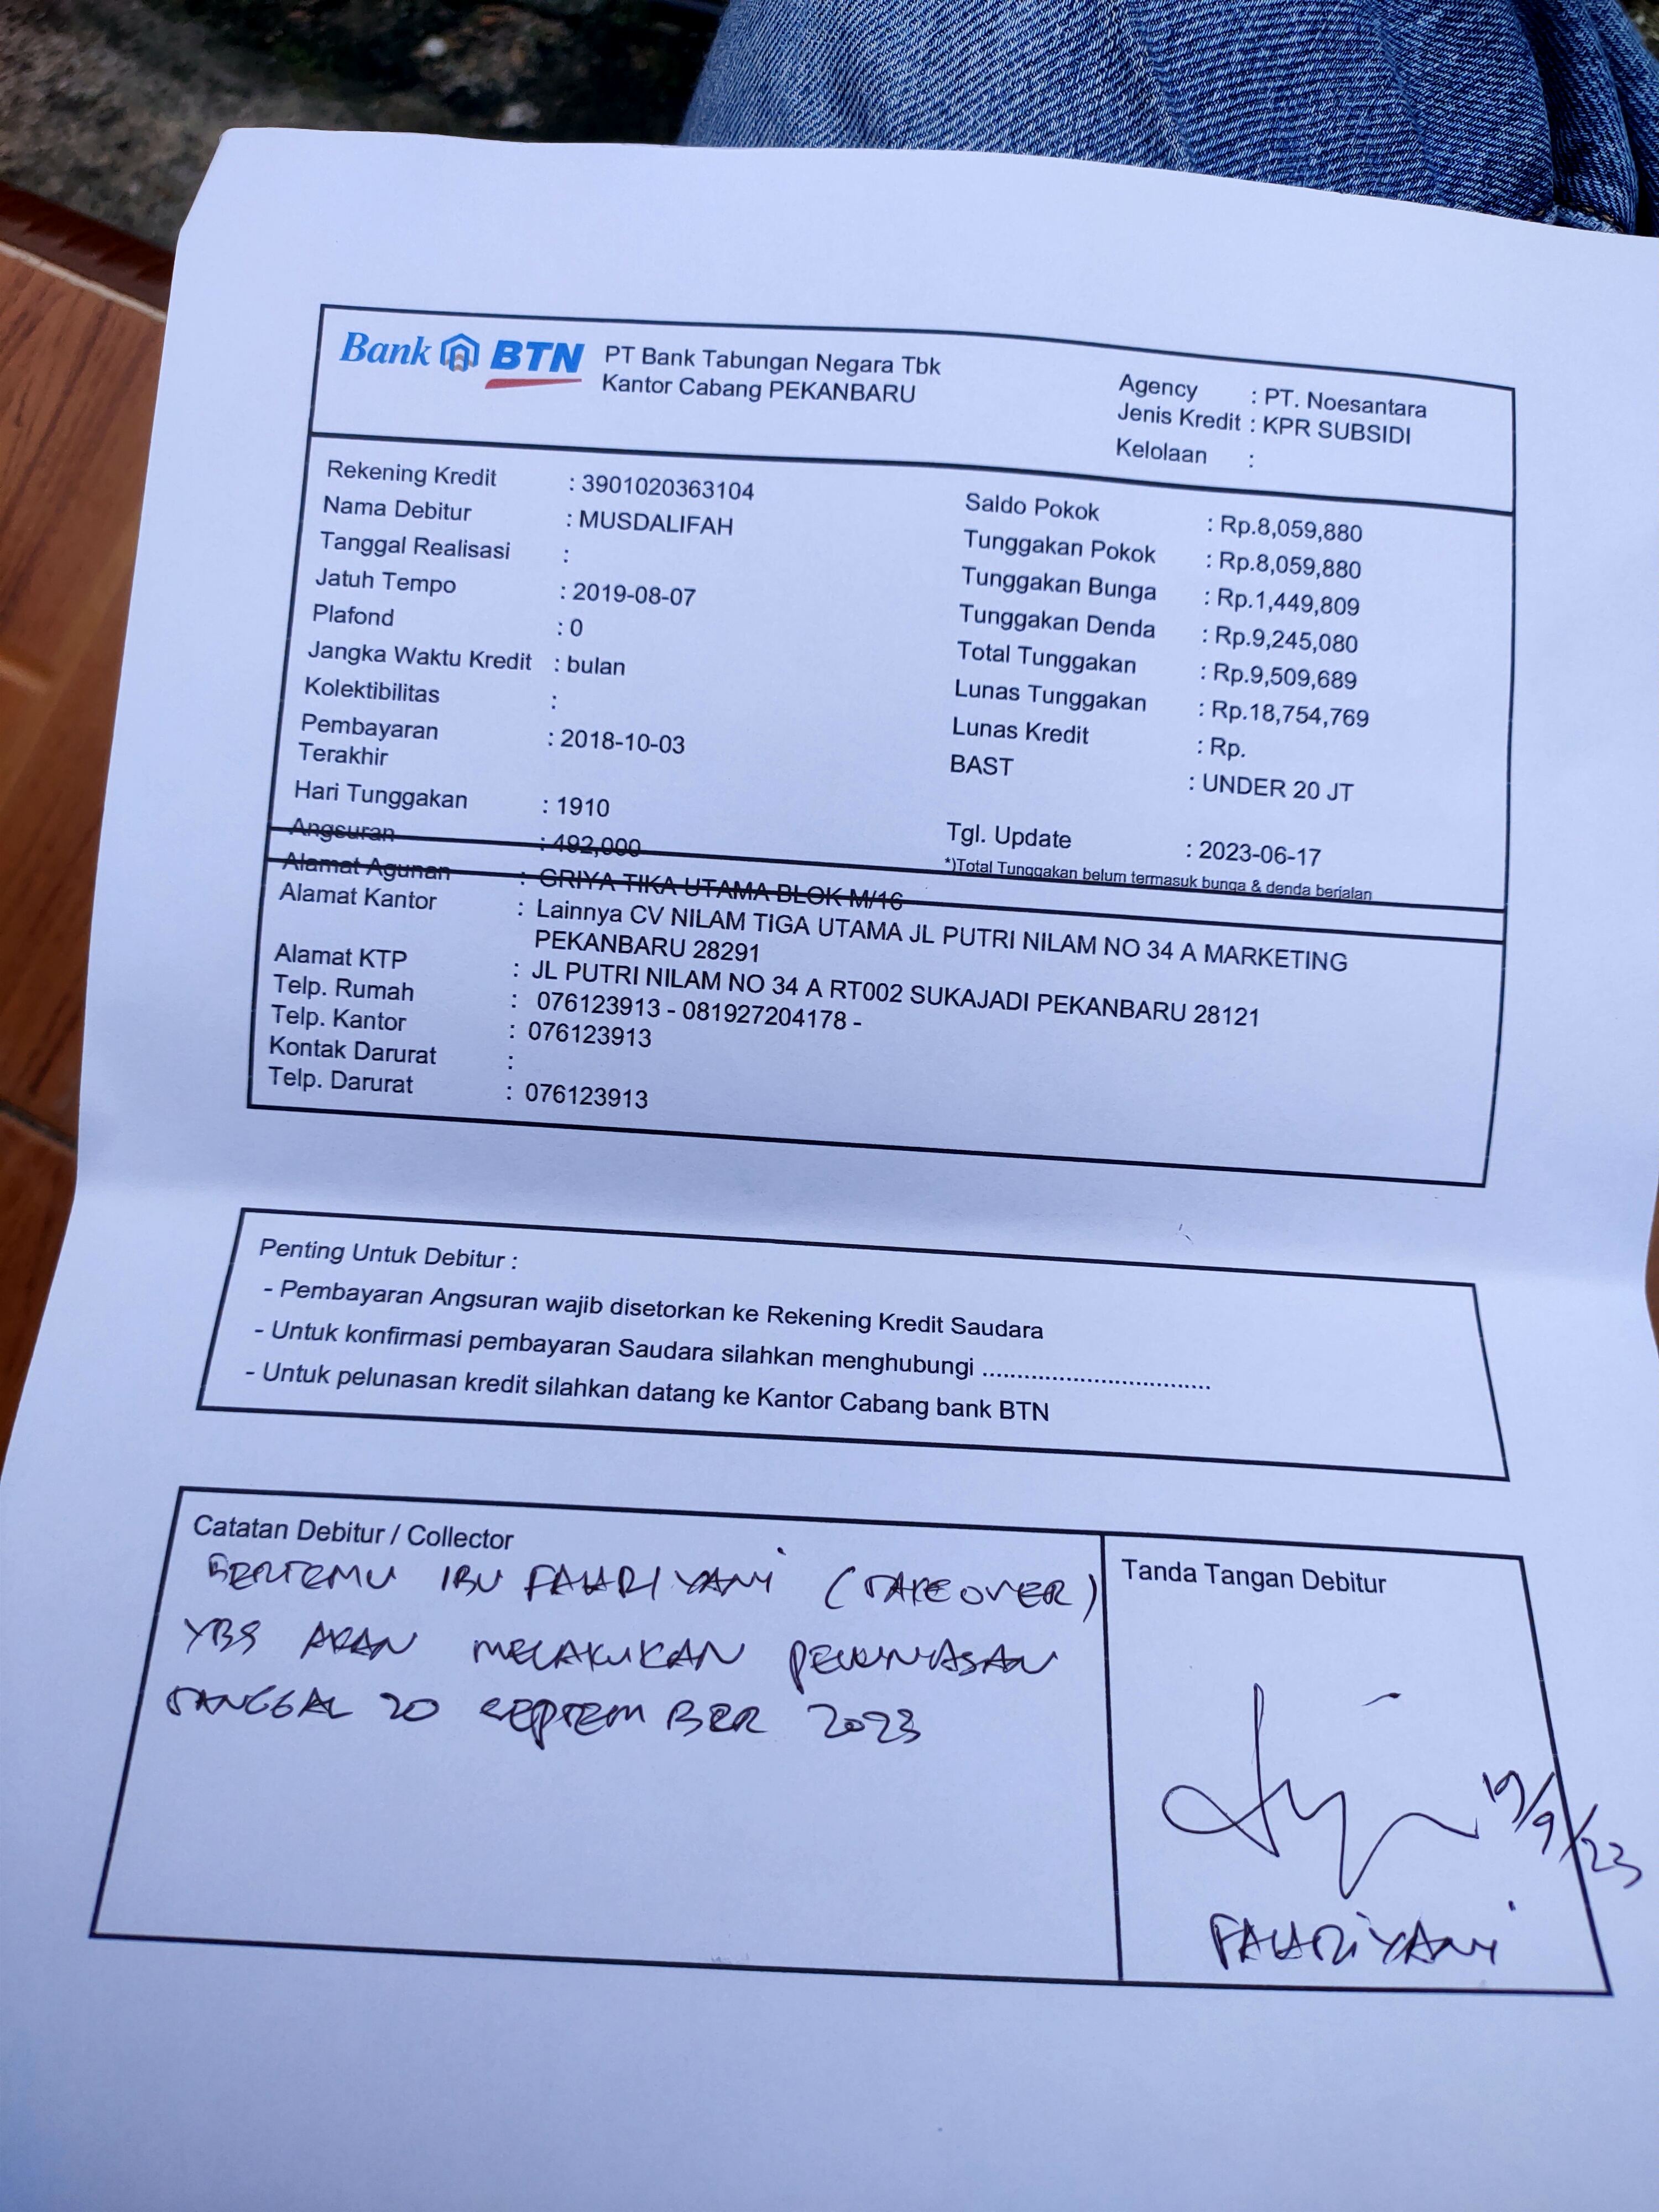 Bank BTN PT Bank Tabungan Negara Tbk
Kantor Cabang PEKANBARU
Agency : PT. Noesantara
Jenis Kredit : KPR SUBSIDI
Kelolaan :
Rekening Kredit : 3901020363104
Nama Debitur : MUSDALIFAH
Tanggal Realisasi :
Jatuh Tempo : 2019-08-07
Plafond : 0
Jangka Waktu Kredit : bulan
Kolektibilitas :
Pembayaran Terakhir : 2018-10-03
Hari Tunggakan : 1910
Angsuran : 492,000
Saldo Pokok : Rp.8,059,880
Tunggakan Pokok : Rp.8,059,880
Tunggakan Bunga : Rp.1,449,809
Tunggakan Denda : Rp.9,245,080
Total Tunggakan : Rp.9,509,689
Lunas Tunggakan : Rp.18,754,769
Lunas Kredit : Rp.
BAST : UNDER 20 JT
Tgl. Update : 2023-06-17
*)Total Tunggakan belum termasuk bunga & denda berjalan
Alamat Agunan : GRIYA TIKA UTAMA BLOK M/16
Alamat Kantor : Lainnya CV NILAM TIGA UTAMA JL PUTRI NILAM NO 34 A MARKETING
PEKANBARU 28291
Alamat KTP : JL PUTRI NILAM NO 34 A RT002 SUKAJADI PEKANBARU 28121
Telp. Rumah : 076123913 - 081927204178 -
Telp. Kantor : 076123913
Kontak Darurat :
Telp. Darurat : 076123913
Penting Untuk Debitur :
- Pembayaran Angsuran wajib disetorkan ke Rekening Kredit Saudara
- Untuk konfirmasi pembayaran Saudara silahkan menghubungi .................................
- Untuk pelunasan kredit silahkan datang ke Kantor Cabang bank BTN
Catatan Debitur / Collector
BERTEMU IBU FAHRIYANI (TAKEOVER)
YBS AKAN MELAKUKAN PELUNASAN
TANGGAL 20 SEPTEMBER 2023
Tanda Tangan Debitur
19/9/23
FAHRIYANI